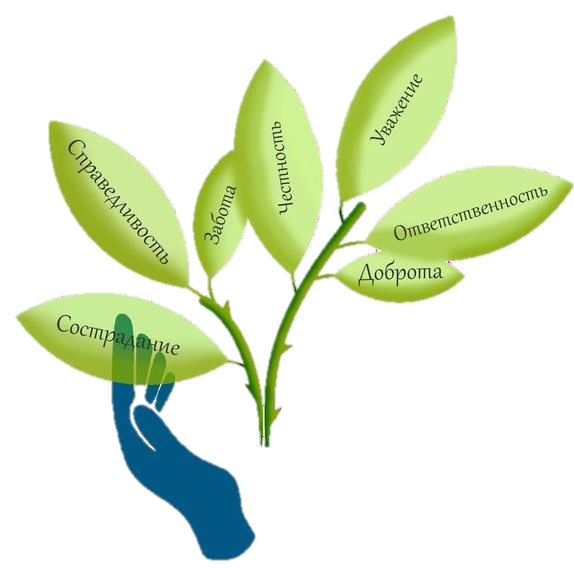 Справедливость
Забота
Честность
Уважение
Ответственность
Доброта
Сострадание